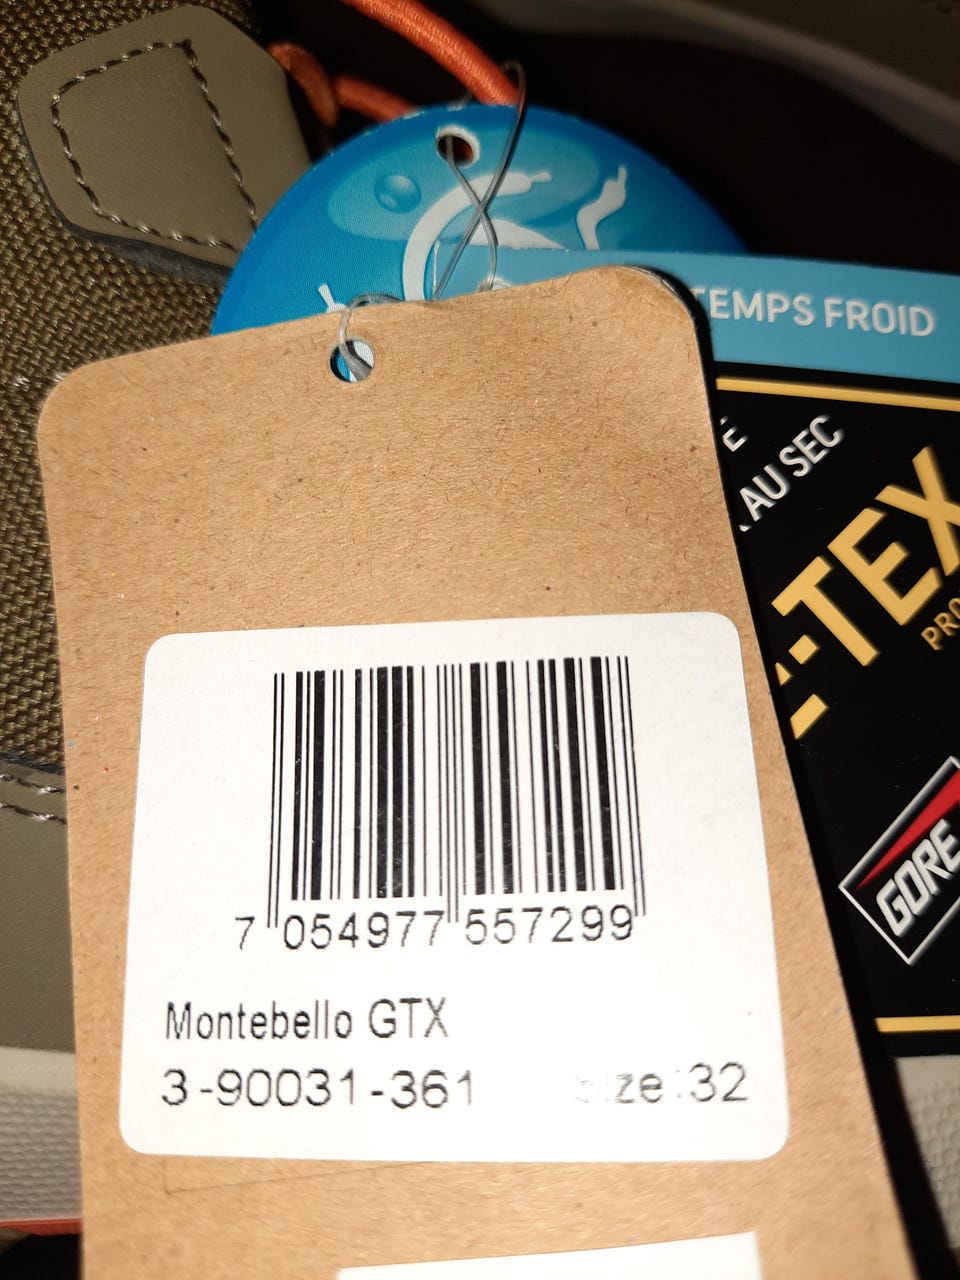 TEMPS FROID
AU SEC
-TEX
GORE
7 054977 557299
Montebello GTX
3-90031-361 size:32